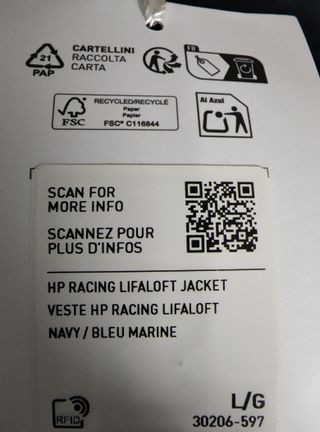 21
PAP
CARTELLINI
RACCOLTA
CARTA
FR
FSC
RECYCLED/RECYCLÉ
Paper
Papier
FSC® C116844
Al Azul
SCAN FOR
MORE INFO
SCANNEZ POUR
PLUS D'INFOS
HP RACING LIFALOFT JACKET
VESTE HP RACING LIFALOFT
NAVY / BLEU MARINE
RFID
L/G
30206-597